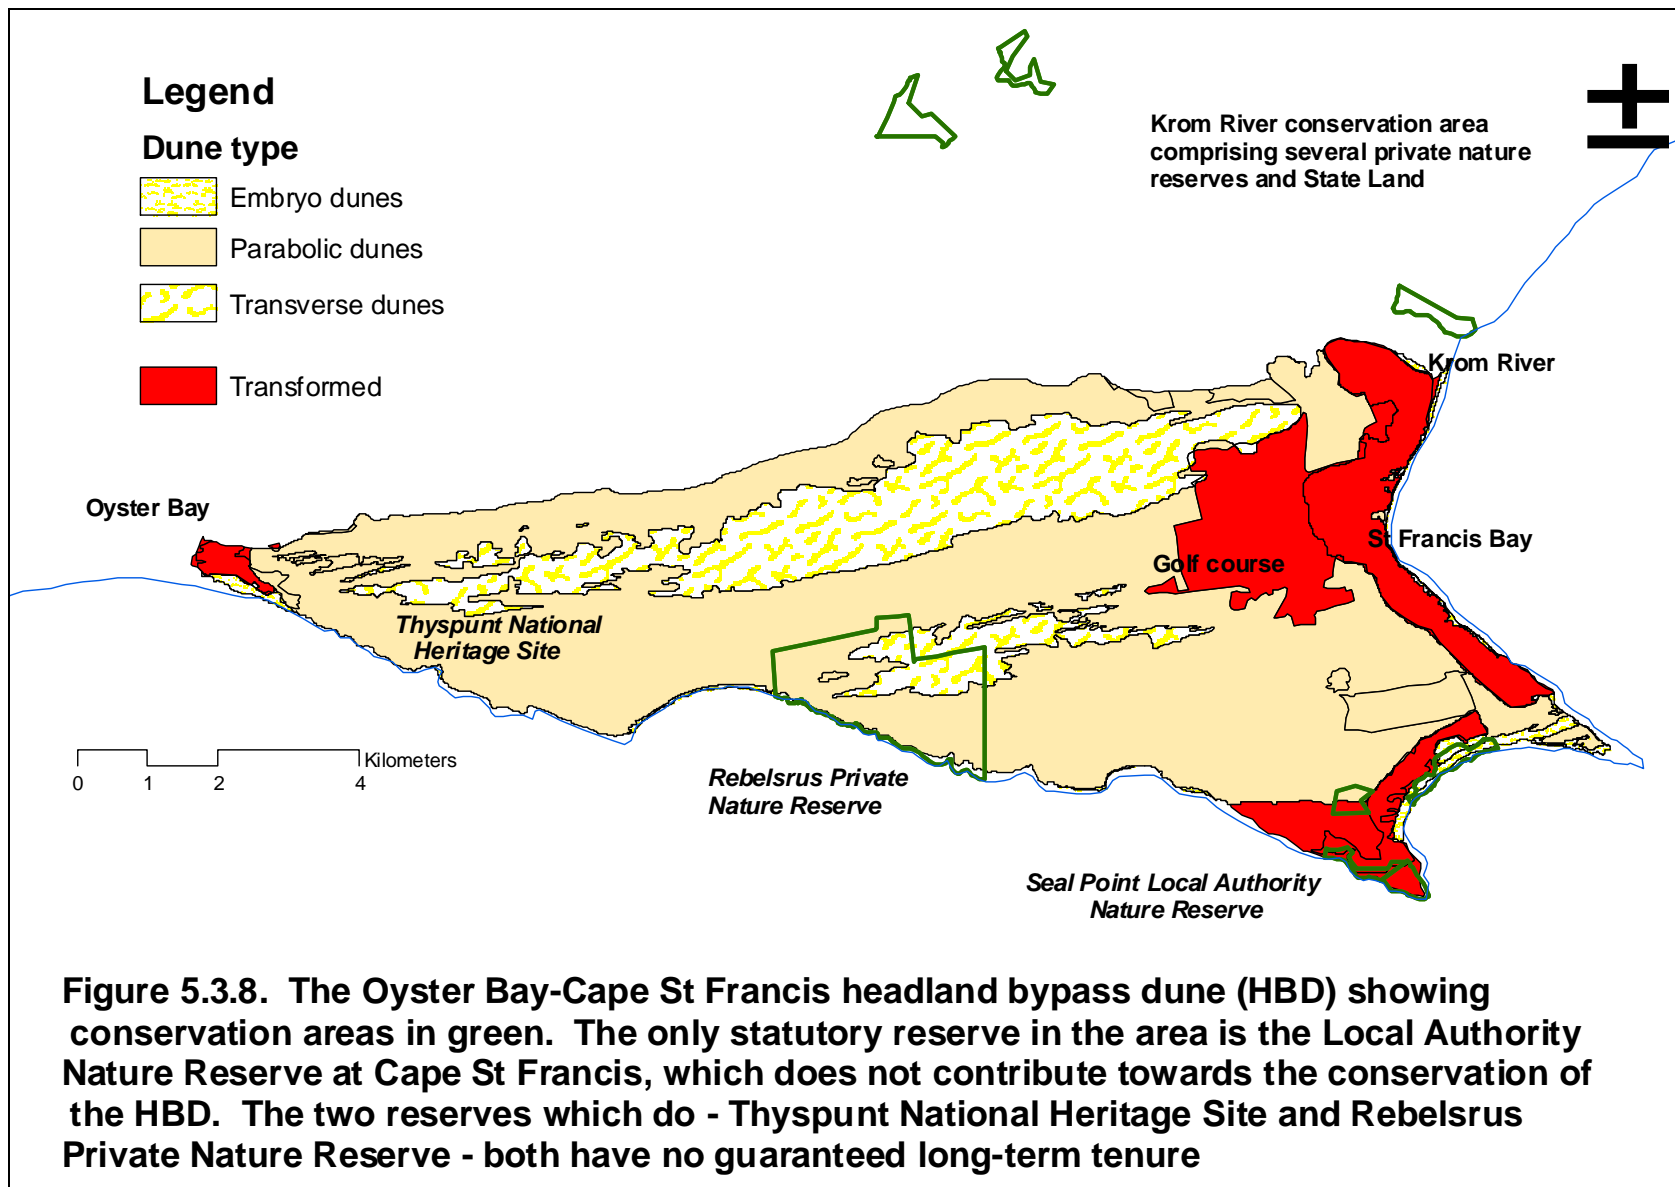 Legend
Dune type
Embryo dunes
Parabolic dunes
Transverse dunes
Transformed
Krom River conservation area
comprising several private nature
reserves and State Land
Krom River
Oyster Bay
St Francis Bay
Golf course
Thyspunt National
Heritage Site
Kilometers
0 1 2 4
Rebelsrus Private
Nature Reserve
Seal Point Local Authority
Nature Reserve
Figure 5.3.8. The Oyster Bay-Cape St Francis headland bypass dune (HBD) showing
conservation areas in green. The only statutory reserve in the area is the Local Authority
Nature Reserve at Cape St Francis, which does not contribute towards the conservation of
the HBD. The two reserves which do - Thyspunt National Heritage Site and Rebelsrus
Private Nature Reserve - both have no guaranteed long-term tenure